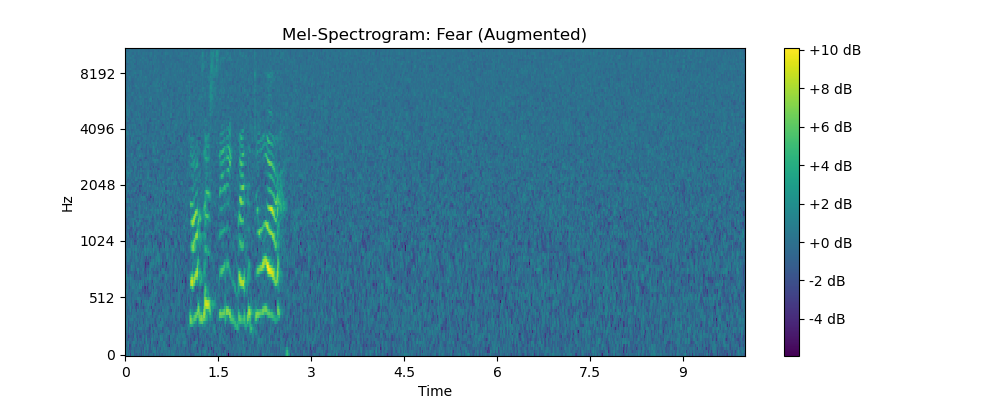 Mel-Spectrogram: Fear (Augmented)
8192
4096
2048
1024
512
0
Hz
0 1.5 3 4.5 6 7.5 9
Time
+10 dB
+8 dB
+6 dB
+4 dB
+2 dB
+0 dB
-2 dB
-4 dB